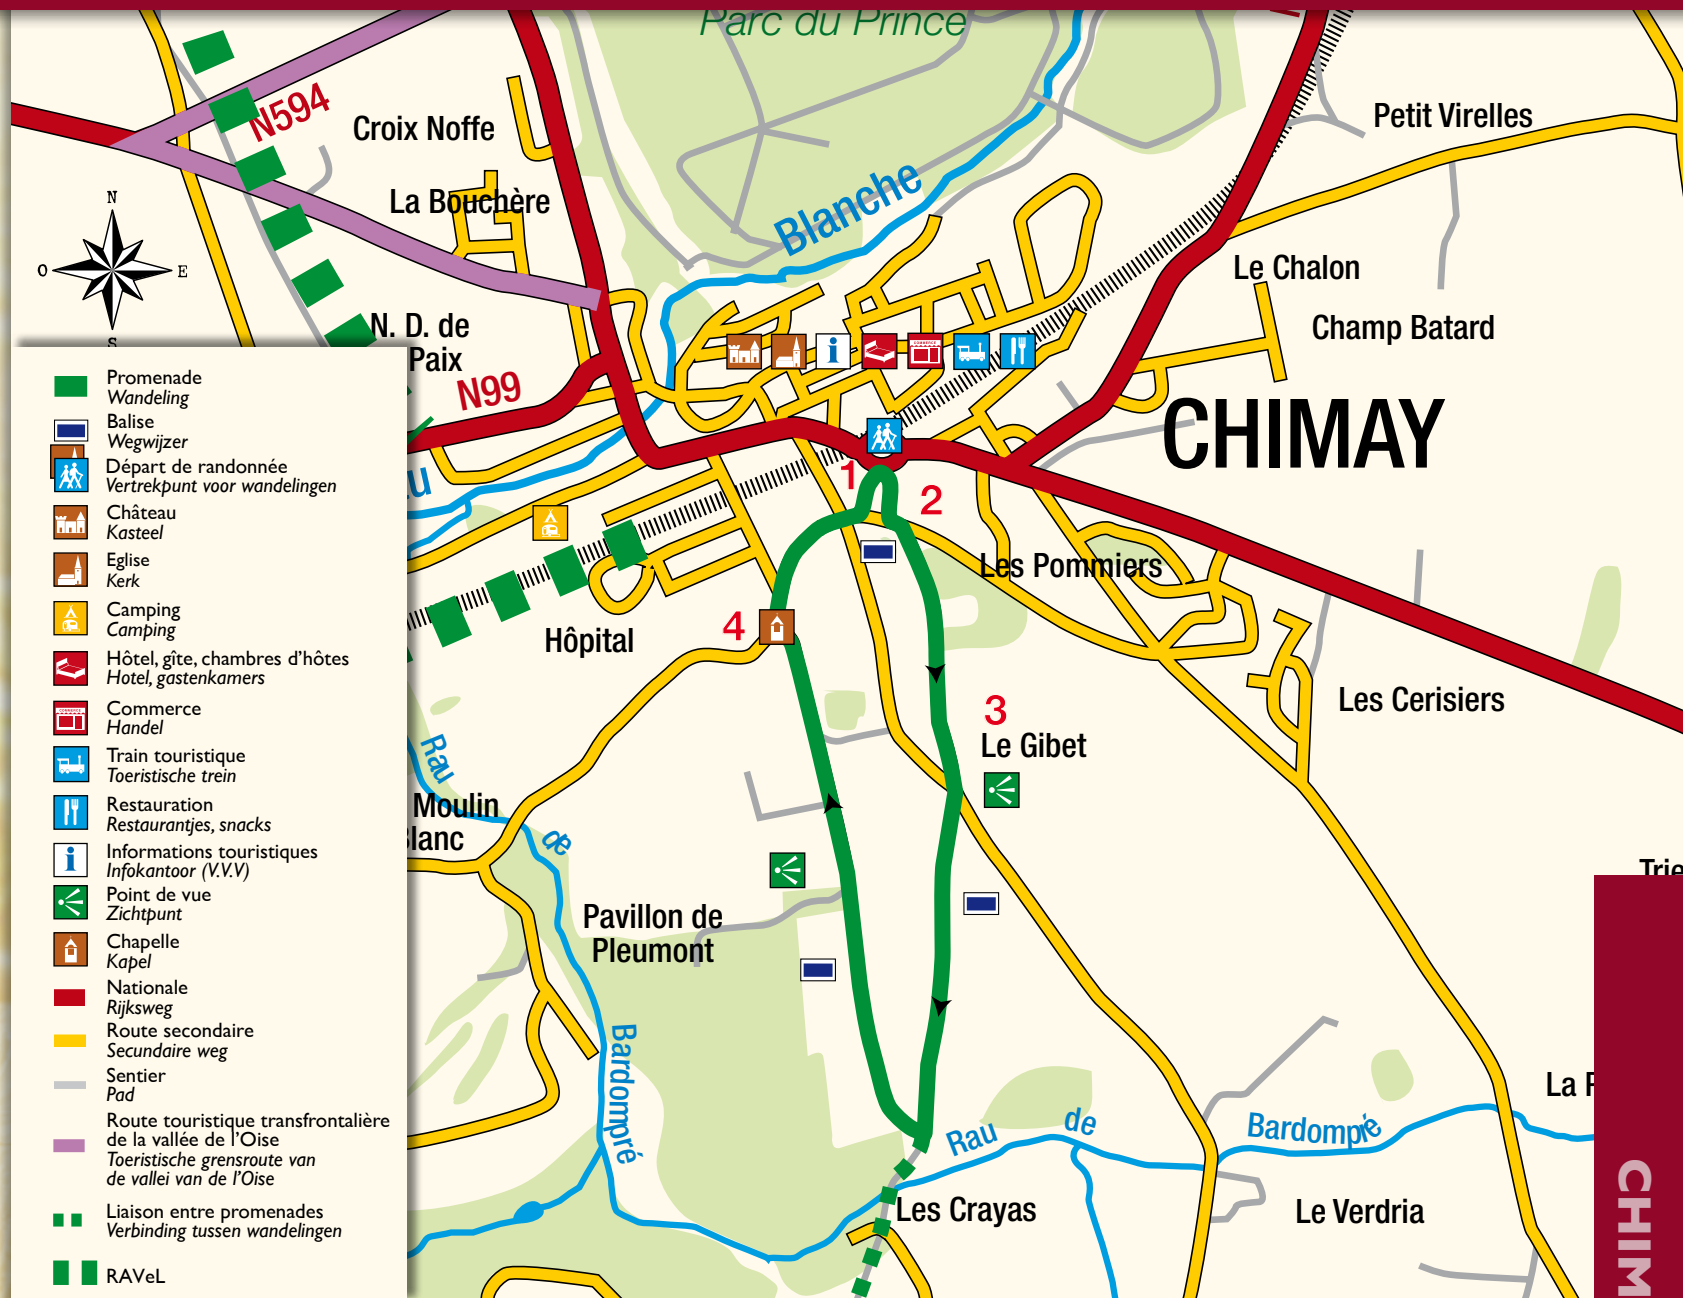 Parc du Prince
N594
Croix Noffe
Petit Virelles
La Bouchère
Blanche
N
O
E
S
Le Chalon
N. D. de
Paix
Champ Batard
COMMERCE
N99
CHIMAY
1
2
Les Pommiers
4
Hôpital
3
Le Gibet
Les Cerisiers
Rau
de
Bardompré
Moulin
Blanc
Pavillon de
Pleumont
Rau
de
Bardompré
Les Crayas
Le Verdria
CHIM
Promenade
Wandeling
Balise
Wegwijzer
Départ de randonnée
Vertrekpunt voor wandelingen
Château
Kasteel
Eglise
Kerk
Camping
Camping
Hôtel, gîte, chambres d'hôtes
Hotel, gastenkamers
COMMERCE
Commerce
Handel
Train touristique
Toeristische trein
Restauration
Restaurantjes, snacks
i
Informations touristiques
Infokantoor (V.V.V)
Point de vue
Zichtpunt
Chapelle
Kapel
Nationale
Rijksweg
Route secondaire
Secundaire weg
Sentier
Pad
Route touristique transfrontalière
de la vallée de l'Oise
Toeristische grensroute van
de vallei van de l'Oise
Liaison entre promenades
Verbinding tussen wandelingen
RAVeL